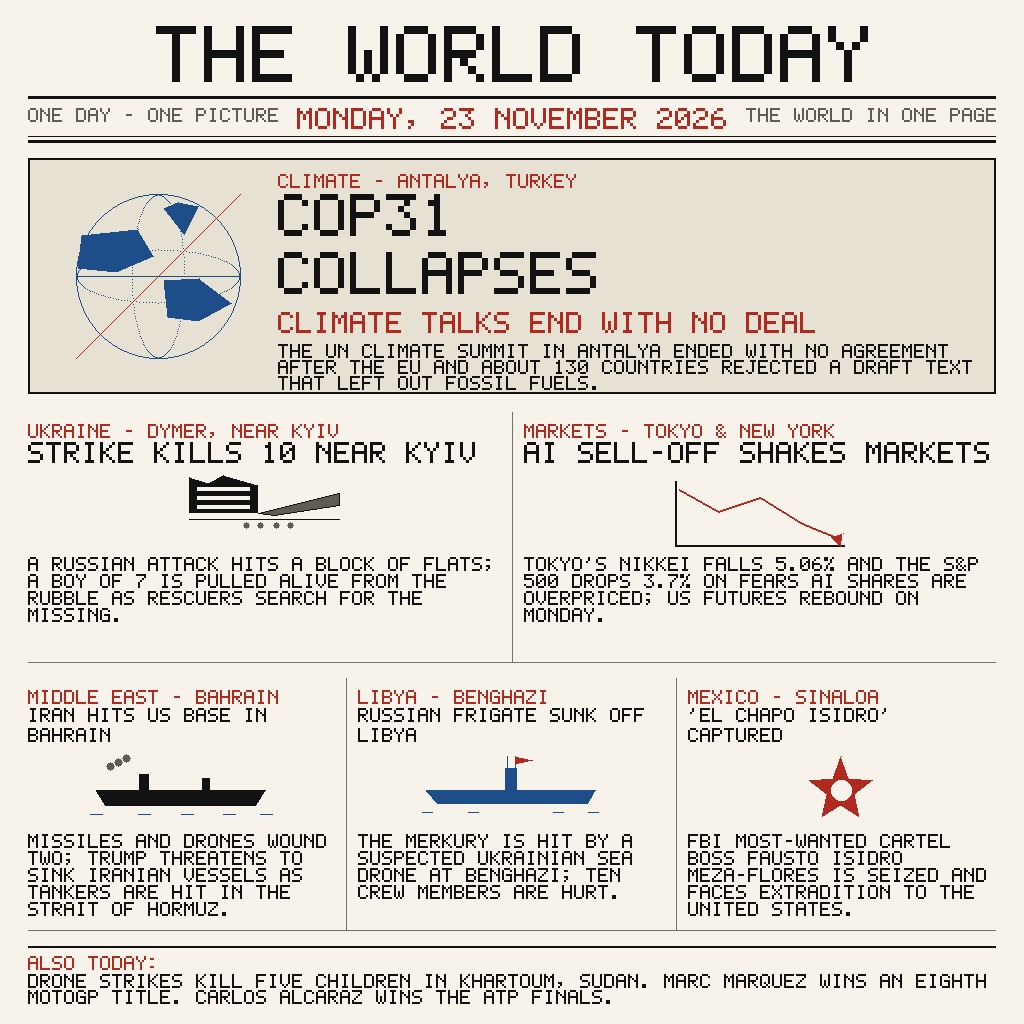 THE WORLD TODAY
ONE DAY - ONE PICTURE
MONDAY, 23 NOVEMBER 2026
THE WORLD IN ONE PAGE
CLIMATE - ANTALYA, TURKEY
COP31
COLLAPSES
CLIMATE TALKS END WITH NO DEAL
THE UN CLIMATE SUMMIT IN ANTALYA ENDED WITH NO AGREEMENT
AFTER THE EU AND ABOUT 130 COUNTRIES REJECTED A DRAFT TEXT
THAT LEFT OUT FOSSIL FUELS.
UKRAINE - DYMER, NEAR KYIV
STRIKE KILLS 10 NEAR KYIV
A RUSSIAN ATTACK HITS A BLOCK OF FLATS;
A BOY OF 7 IS PULLED ALIVE FROM THE
RUBBLE AS RESCUERS SEARCH FOR THE
MISSING.
MARKETS - TOKYO & NEW YORK
AI SELL-OFF SHAKES MARKETS
TOKYO'S NIKKEI FALLS 5.06% AND THE S&P
500 DROPS 3.7% ON FEARS AI SHARES ARE
OVERPRICED; US FUTURES REBOUND ON
MONDAY.
MIDDLE EAST - BAHRAIN
IRAN HITS US BASE IN
BAHRAIN
MISSILES AND DRONES WOUND
TWO; TRUMP THREATENS TO
SINK IRANIAN VESSELS AS
TANKERS ARE HIT IN THE
STRAIT OF HORMUZ.
LIBYA - BENGHAZI
RUSSIAN FRIGATE SUNK OFF
LIBYA
THE MERKURY IS HIT BY A
SUSPECTED UKRAINIAN SEA
DRONE AT BENGHAZI; TEN
CREW MEMBERS ARE HURT.
MEXICO - SINALOA
'EL CHAPO ISIDRO'
CAPTURED
FBI MOST-WANTED CARTEL
BOSS FAUSTO ISIDRO
MEZA-FLORES IS SEIZED AND
FACES EXTRADITION TO THE
UNITED STATES.
ALSO TODAY:
DRONE STRIKES KILL FIVE CHILDREN IN KHARTOUM, SUDAN. MARC MARQUEZ WINS AN EIGHTH
MOTOGP TITLE. CARLOS ALCARAZ WINS THE ATP FINALS.